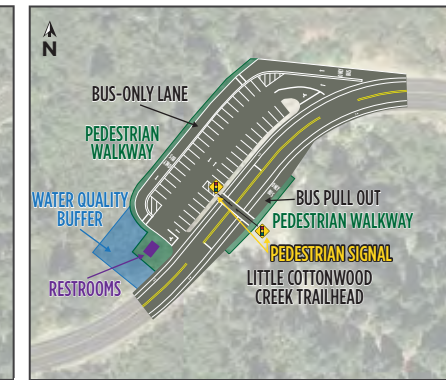 N
BUS-ONLY LANE
PEDESTRIAN
WALKWAY
WATER QUALITY
BUFFER
RESTROOMS
BUS PULL OUT
PEDESTRIAN WALKWAY
PEDESTRIAN SIGNAL
LITTLE COTTONWOOD
CREEK TRAILHEAD